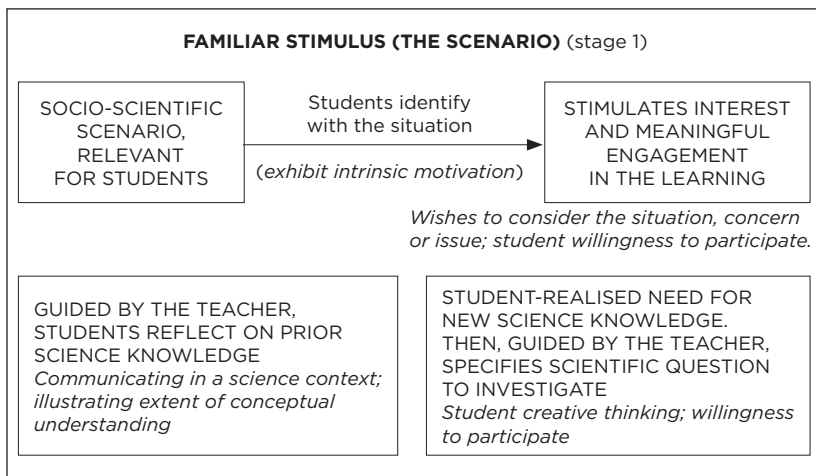 FAMILIAR STIMULUS (THE SCENARIO) (stage 1)
SOCIO-SCIENTIFIC
SCENARIO,
RELEVANT
FOR STUDENTS
Students identify
with the situation
(exhibit intrinsic motivation)
STIMULATES INTEREST
AND MEANINGFUL
ENGAGEMENT
IN THE LEARNING
Wishes to consider the situation, concern
or issue; student willingness to participate.
GUIDED BY THE TEACHER,
STUDENTS REFLECT ON PRIOR
SCIENCE KNOWLEDGE
Communicating in a science context;
illustrating extent of conceptual
understanding
STUDENT-REALISED NEED FOR
NEW SCIENCE KNOWLEDGE.
THEN, GUIDED BY THE TEACHER,
SPECIFIES SCIENTIFIC QUESTION
TO INVESTIGATE
Student creative thinking; willingness
to participate